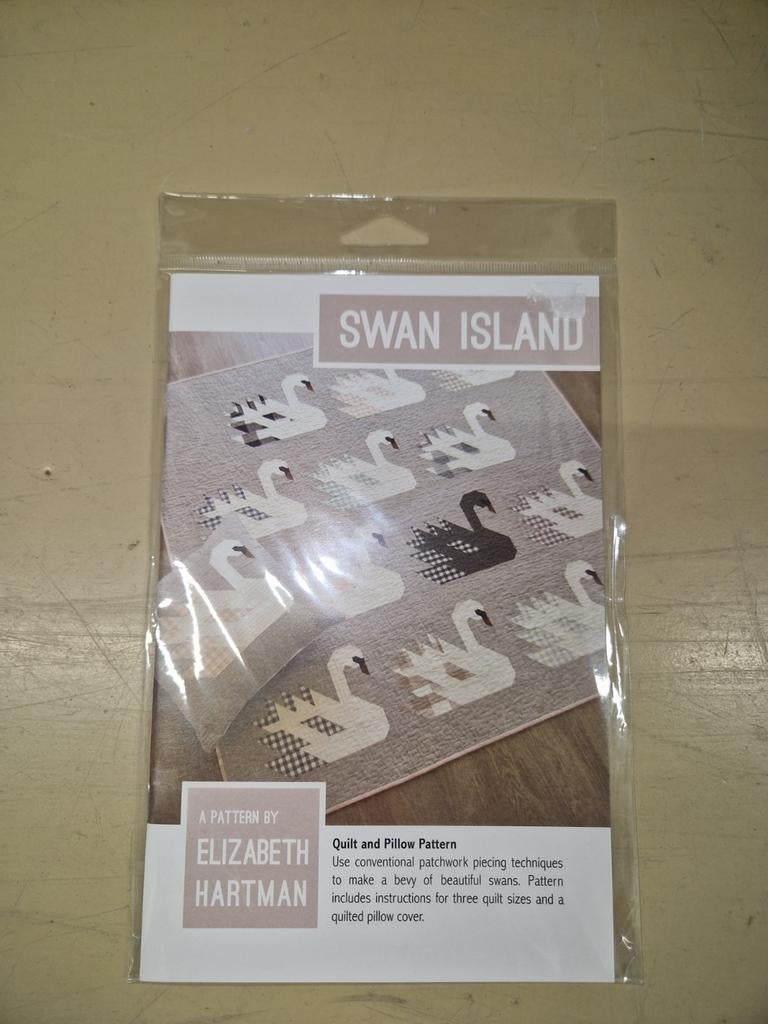 SWAN ISLAND
A PATTERN BY
ELIZABETH
HARTMAN
Quilt and Pillow Pattern
Use conventional patchwork piecing techniques
to make a bevy of beautiful swans. Pattern
includes instructions for three quilt sizes and a
quilted pillow cover.